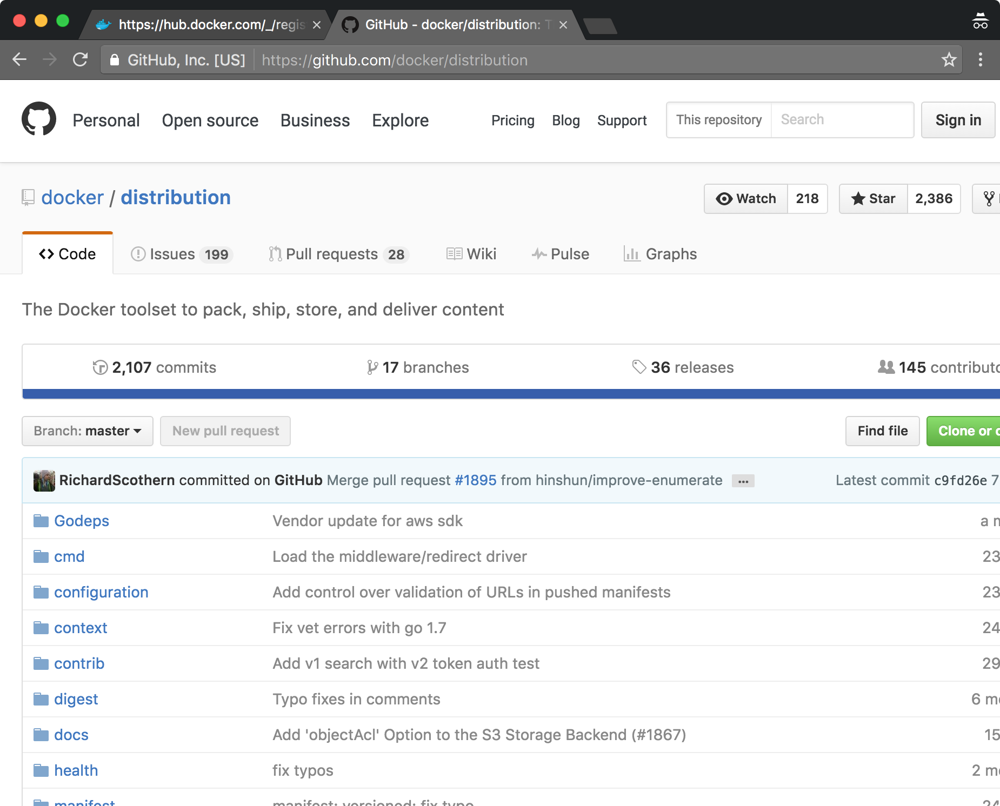 https://hub.docker.com/_/regis
GitHub - docker/distribution: T
GitHub, Inc. [US] https://github.com/docker/distribution
Personal Open source Business Explore Pricing Blog Support This repository Search Sign in
docker / distribution Watch 218 Star 2,386
Code Issues 199 Pull requests 28 Wiki Pulse Graphs
The Docker toolset to pack, ship, store, and deliver content
2,107 commits 17 branches 36 releases 145 contributo
Branch: master New pull request Find file Clone or
RichardScothern committed on GitHub Merge pull request #1895 from hinshun/improve-enumerate ... Latest commit c9fd26e 7
Godeps Vendor update for aws sdk a
cmd Load the middleware/redirect driver 23
configuration Add control over validation of URLs in pushed manifests 23
context Fix vet errors with go 1.7 24
contrib Add v1 search with v2 token auth test 29
digest Typo fixes in comments 6 mo
docs Add 'objectAcl' Option to the S3 Storage Backend (#1867) 15
health fix typos 2 mo
manifest manifest: versioned: fix typo 24